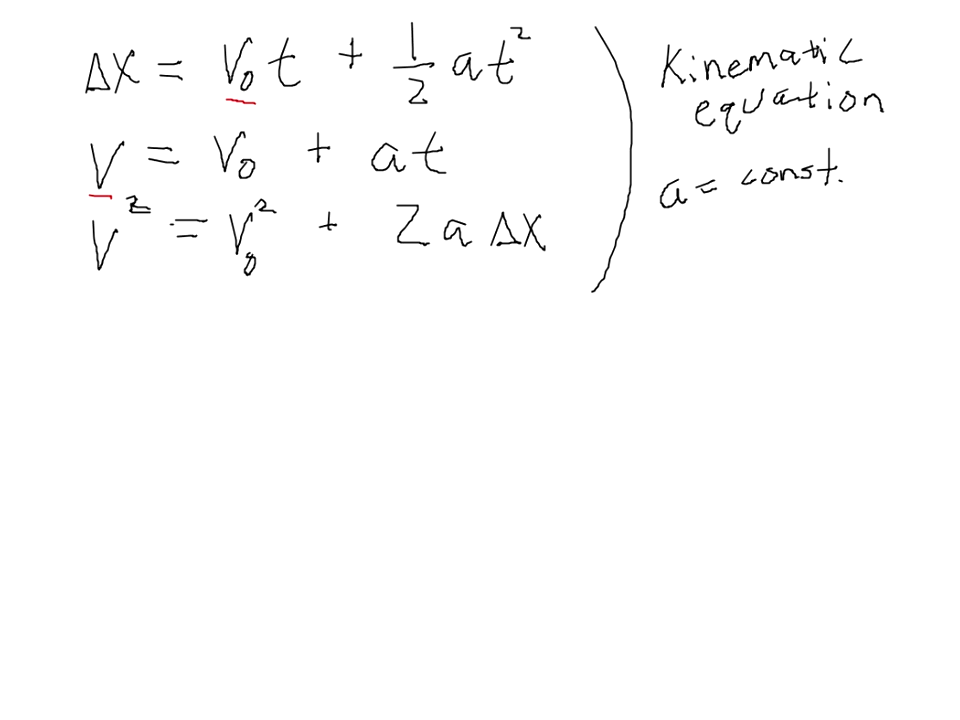 Δx = v₀t + 1/2 at²
v = v₀ + at
v² = v₀² + 2aΔx
Kinematic
equation
a = const.